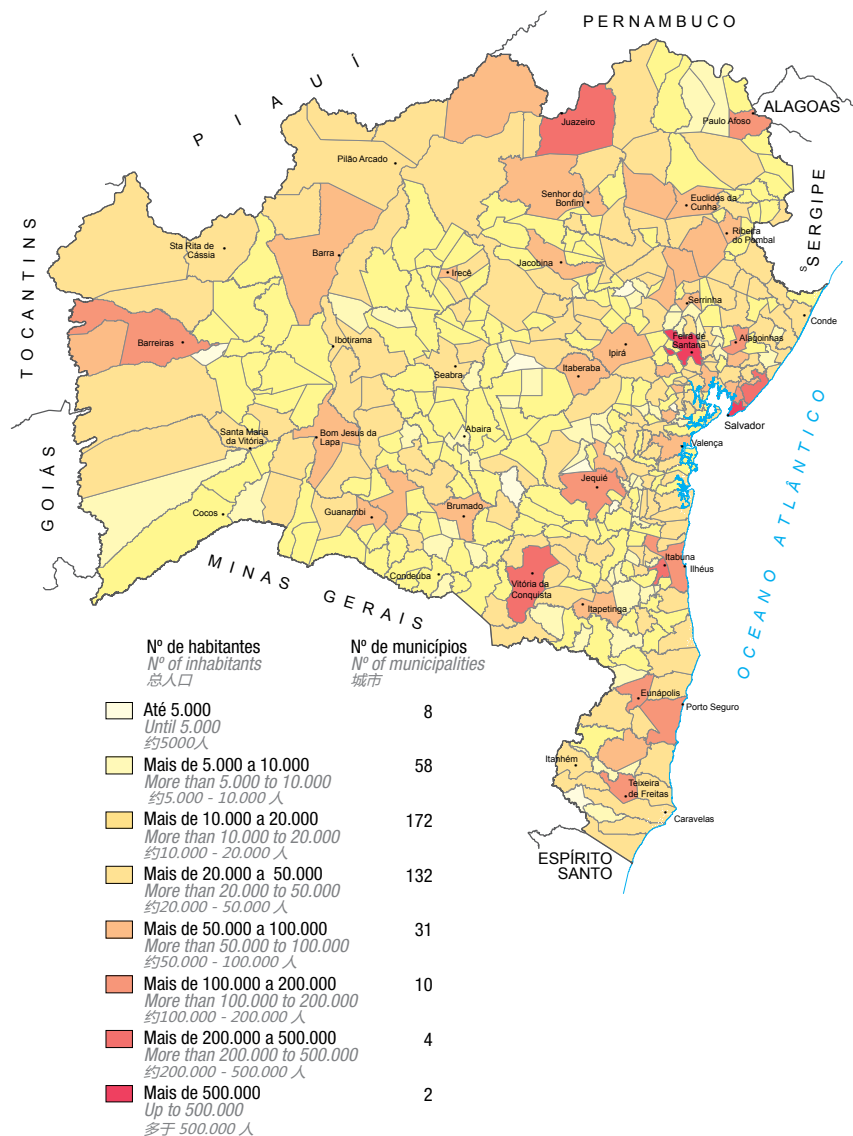 PERNAMBUCO
PIAUÍ
ALAGOAS
Juazeiro
Paulo Afoso
Pilão Arcado
Senhor do
Bonfim
Euclides da
Cunha
SERGIPE
TOCANTINS
Sta Rita de
Cássia
Ribeira
do Pombal
S
Barra
Jacobina
Irecê
Serrinha
Conde
Barreiras
Ibotirama
Feira de
Santana
Alagoinhas
Ipirá
Seabra
Itaberaba
Salvador
Santa Maria
da Vitória
Bom Jesus da
Lapa
Abaira
Valença
GOIÁS
Jequié
Cocos
Guanambi
Brumado
OCEANO ATLÂNTICO
MINAS GERAIS
Condeúba
Vitória da
Conquista
Itabuna
Ilhéus
Itapetinga
Eunápolis
Porto Seguro
Itanhém
Teixeira
de Freitas
Caravelas
ESPÍRITO
SANTO
Nº de habitantes Nº de municípios
Nº of inhabitants Nº of municipalities
总人口 城市
Até 5.000 8
Until 5.000
约5000人
Mais de 5.000 a 10.000 58
More than 5.000 to 10.000
约5.000 - 10.000 人
Mais de 10.000 a 20.000 172
More than 10.000 to 20.000
约10.000 - 20.000 人
Mais de 20.000 a 50.000 132
More than 20.000 to 50.000
约20.000 - 50.000 人
Mais de 50.000 a 100.000 31
More than 50.000 to 100.000
约50.000 - 100.000 人
Mais de 100.000 a 200.000 10
More than 100.000 to 200.000
约100.000 - 200.000 人
Mais de 200.000 a 500.000 4
More than 200.000 to 500.000
约200.000 - 500.000 人
Mais de 500.000 2
Up to 500.000
多于 500.000 人